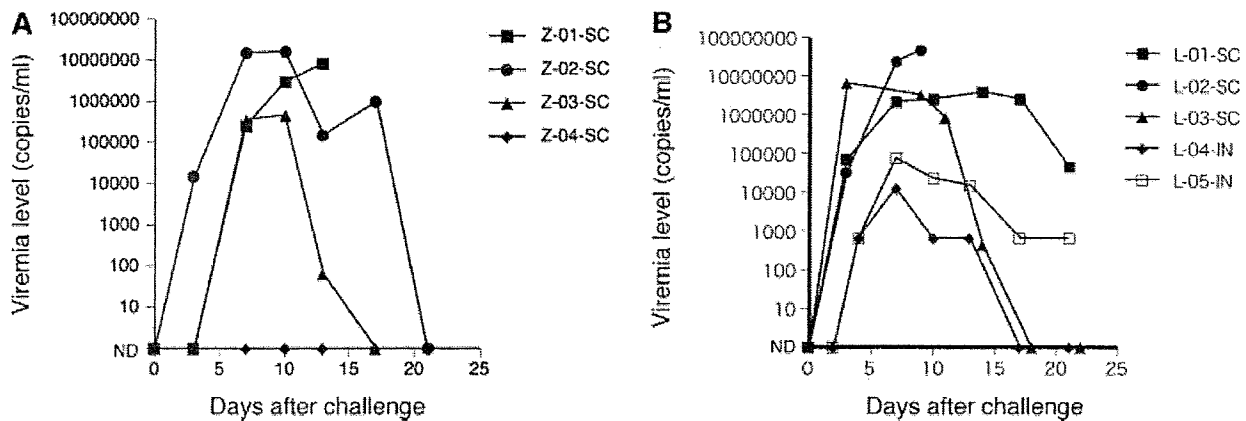 A
Viremia level (copies/ml)
100000000
10000000
1000000
100000
10000
1000
100
10
ND
0
5
10
15
20
25
Days after challenge
Z-01-SC
Z-02-SC
Z-03-SC
Z-04-SC
B
Viremia level (copies/ml)
100000000
10000000
1000000
100000
10000
1000
100
10
ND
0
5
10
15
20
25
Days after challenge
L-01-SC
L-02-SC
L-03-SC
L-04-IN
L-05-IN